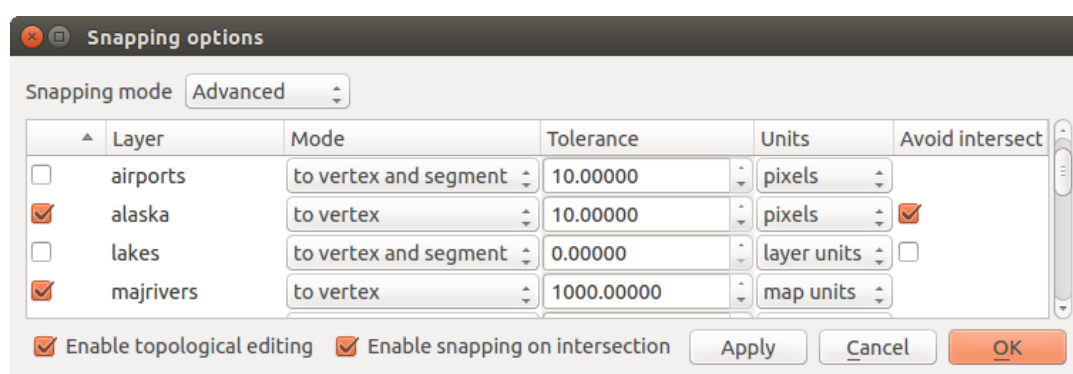 Snapping options
Snapping mode Advanced
Layer Mode Tolerance Units Avoid intersect
airports to vertex and segment 10.00000 pixels
alaska to vertex 10.00000 pixels
lakes to vertex and segment 0.00000 layer units
majrivers to vertex 1000.00000 map units
Enable topological editing Enable snapping on intersection Apply Cancel OK